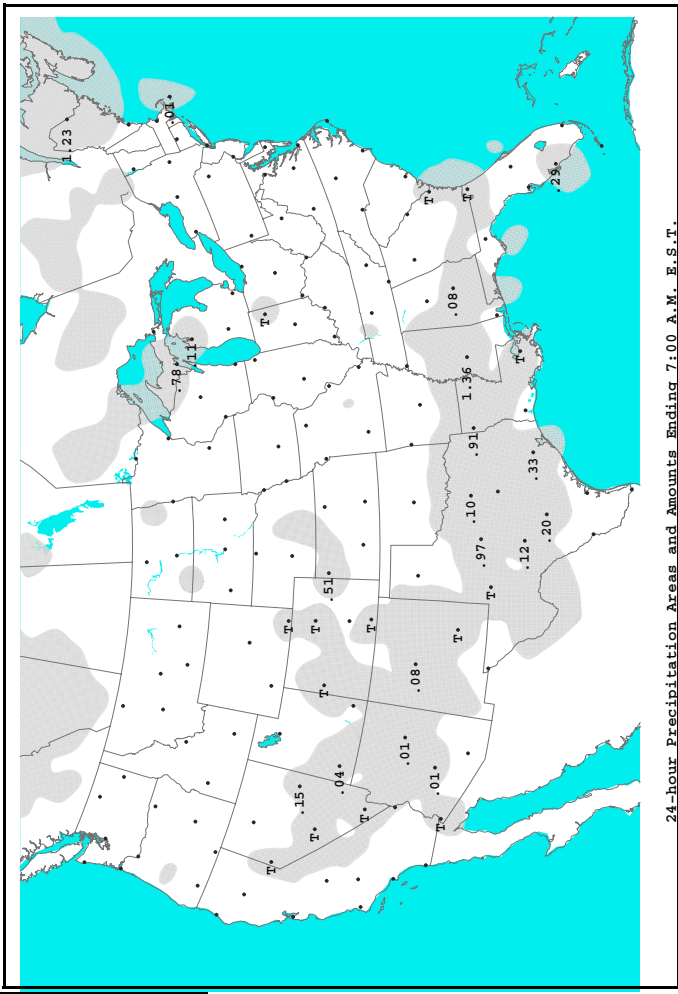 1.23
.01
.78
.11
T
T
T
.15
T
T
T
.51
.04
T
T
.01
.08
T
.01
T
.08
T
T
1.36
.10
.91
.97
T
T
.12
.33
.20
.29
24-hour Precipitation Areas and Amounts Ending 7:00 A.M. E.S.T.